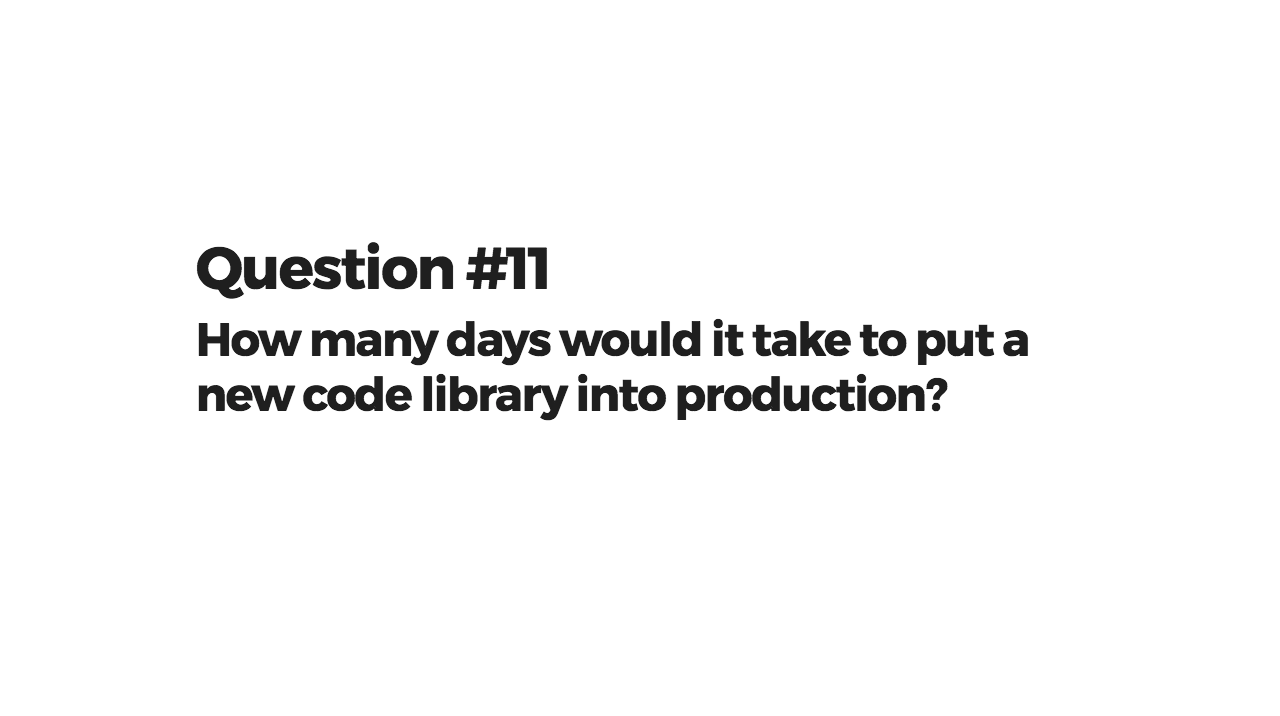 Question #11
How many days would it take to put a
new code library into production?